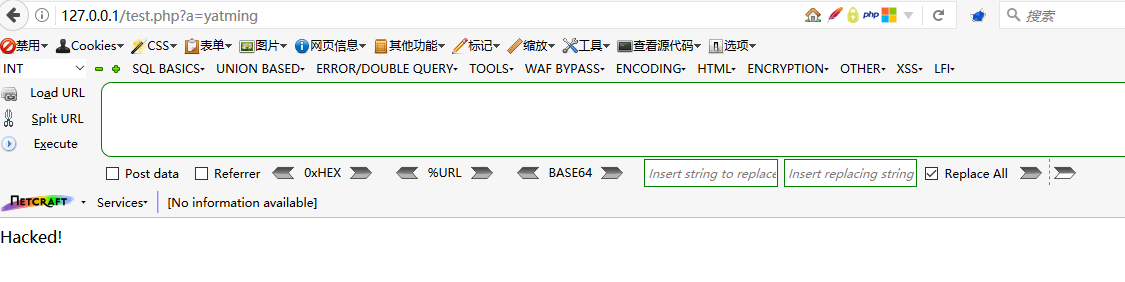 127.0.0.1/test.php?a=yatming php 搜索
禁用 Cookies CSS 表单 图片 网页信息 其他功能 标记 缩放 工具 查看源代码 选项
INT SQL BASICS UNION BASED ERROR/DOUBLE QUERY TOOLS WAF BYPASS ENCODING HTML ENCRYPTION OTHER XSS LFI
Load URL
Split URL
Execute
Post data Referrer 0xHEX %URL BASE64 Insert string to replace Insert replacing string Replace All
NETCRAFT Services [No information available]
Hacked!